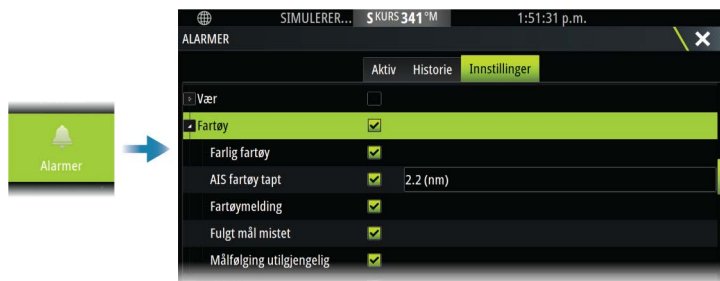 SIMULERER... S KURS 341 °M 1:51:31 p.m.
ALARMER
Aktiv Historie Innstillinger
Vær
Fartøy
Farlig fartøy
Alarmer
AIS fartøy tapt 2.2 (nm)
Fartøymelding
Fulgt mål mistet
Målfølging utilgjengelig